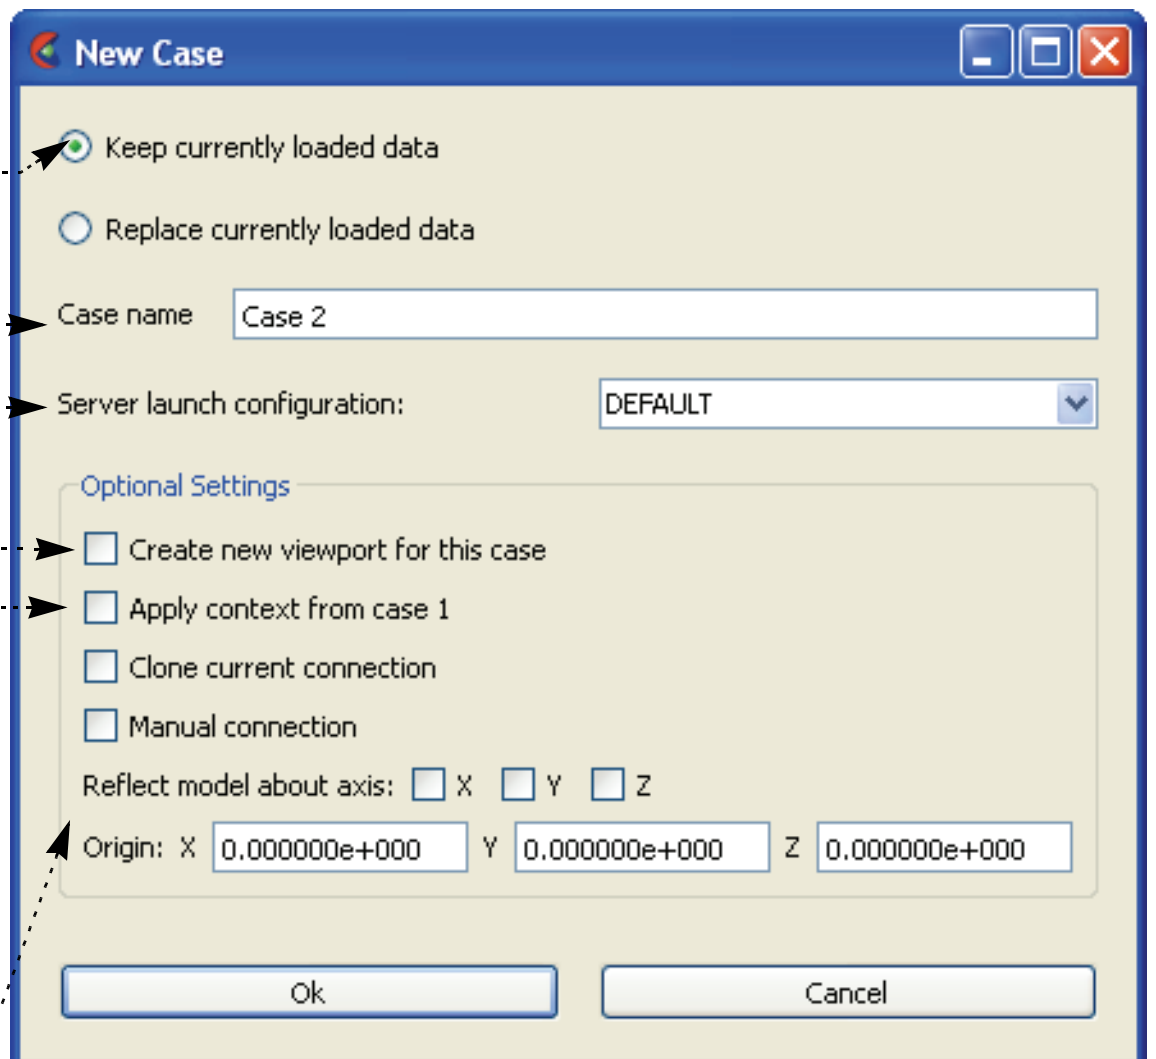 New Case
Keep currently loaded data
Replace currently loaded data
Case name Case 2
Server launch configuration: DEFAULT
Optional Settings
Create new viewport for this case
Apply context from case 1
Clone current connection
Manual connection
Reflect model about axis: X Y Z
Origin: X 0.000000e+000 Y 0.000000e+000 Z 0.000000e+000
Ok Cancel